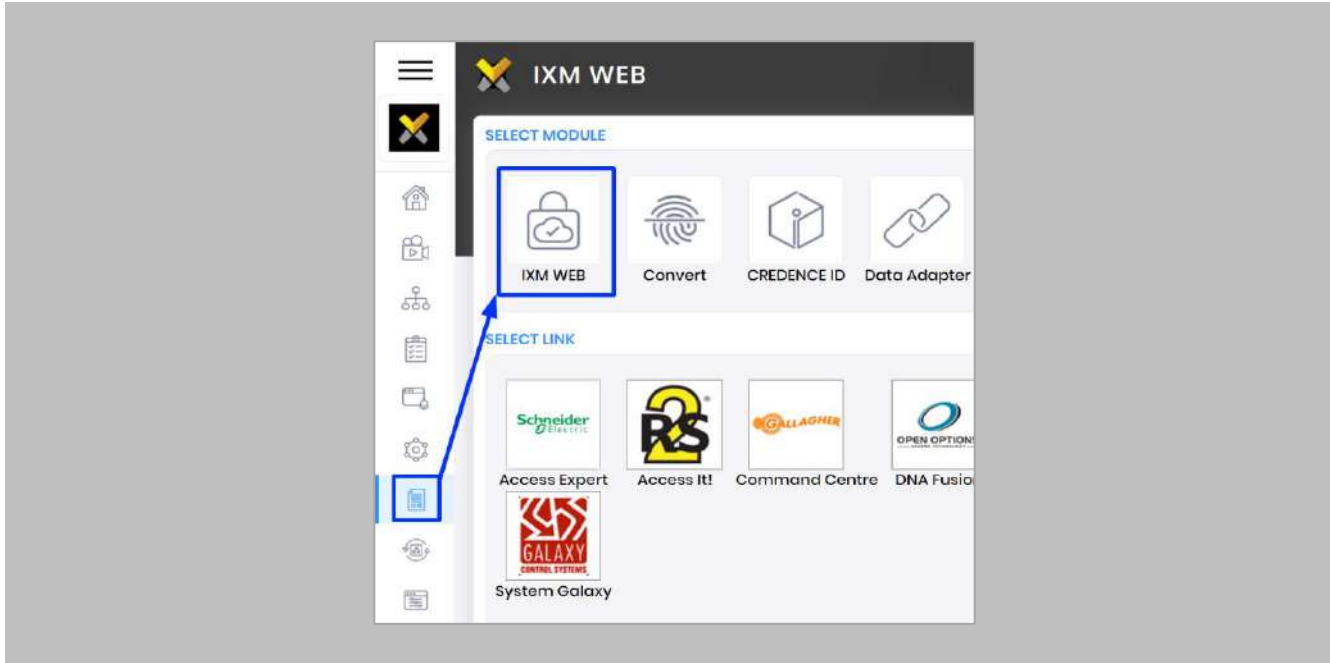 IXM WEB
SELECT MODULE
IXM WEB Convert CREDENCE ID Data Adapter
SELECT LINK
Schneider
Electric
RS2
GALLAGHER
OPEN OPTIONS
Access Expert Access It! Command Centre DNA Fusio
GALAXY
CONTROL SYSTEMS
System Galaxy